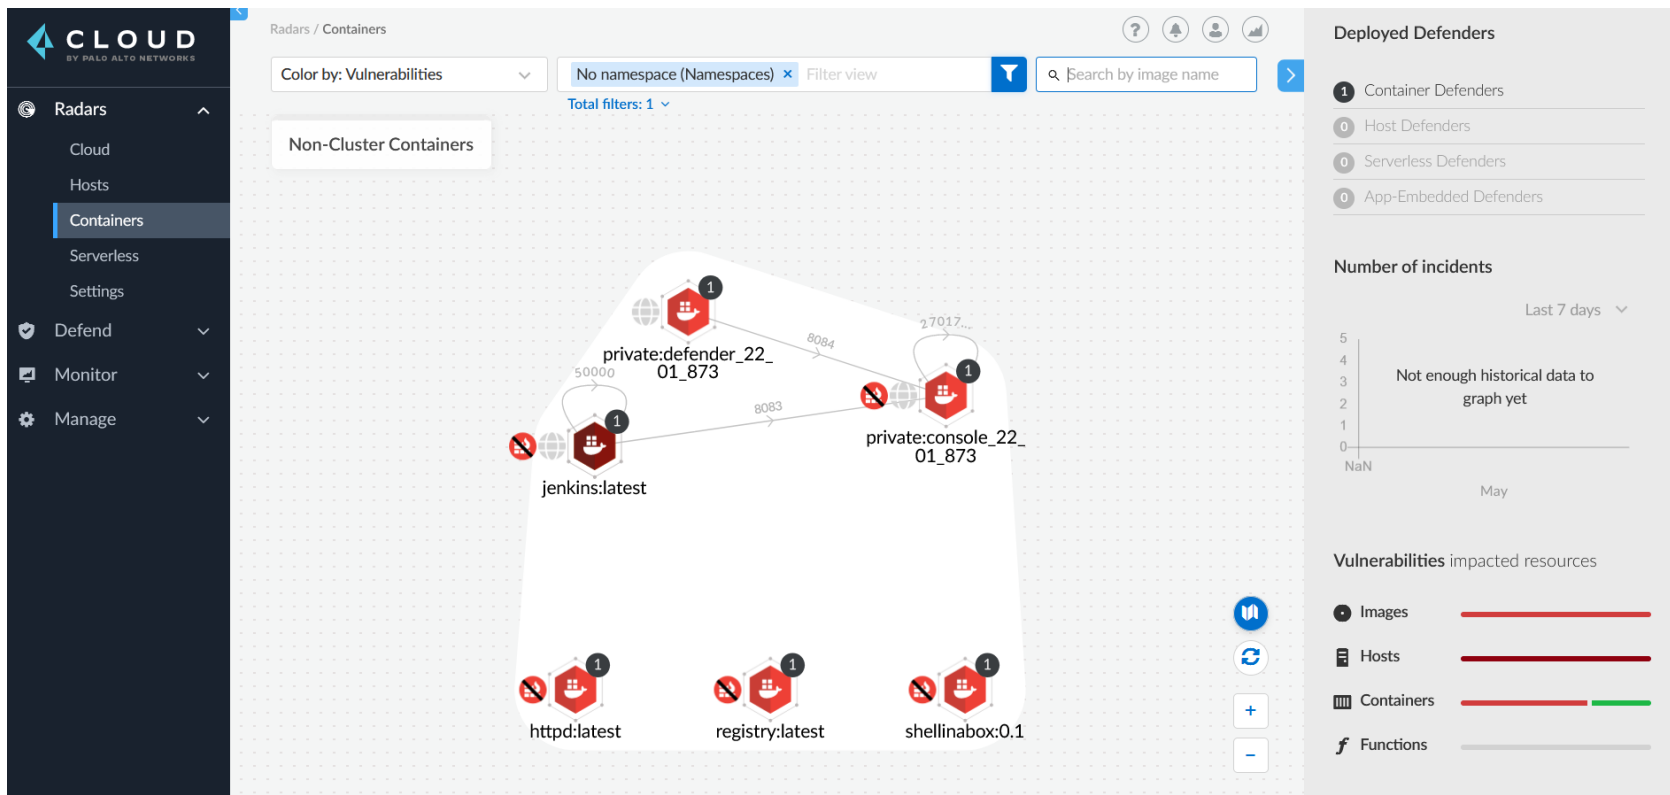 CLOUD
BY PALO ALTO NETWORKS
Radars
Cloud
Hosts
Containers
Serverless
Settings
Defend
Monitor
Manage
Radars / Containers
?
Color by: Vulnerabilities
No namespace (Namespaces) ×
Filter view
Search by image name
Total filters: 1
Non-Cluster Containers
1
private:defender_22_
01_873
8084
27017...
1
private:console_22_
01_873
50000
1
jenkins:latest
8083
1
httpd:latest
1
registry:latest
1
shellinabox:0.1
+
−
Deployed Defenders
1 Container Defenders
0 Host Defenders
0 Serverless Defenders
0 App-Embedded Defenders
Number of incidents
Last 7 days
5
4
3
2
1
0
NaN
Not enough historical data to
graph yet
May
Vulnerabilities impacted resources
Images
Hosts
Containers
Functions